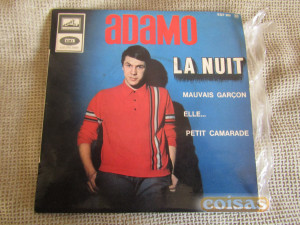 ADAMO
LA NUIT
MAUVAIS GARÇON
ELLE...
PETIT CAMARADE
coisas